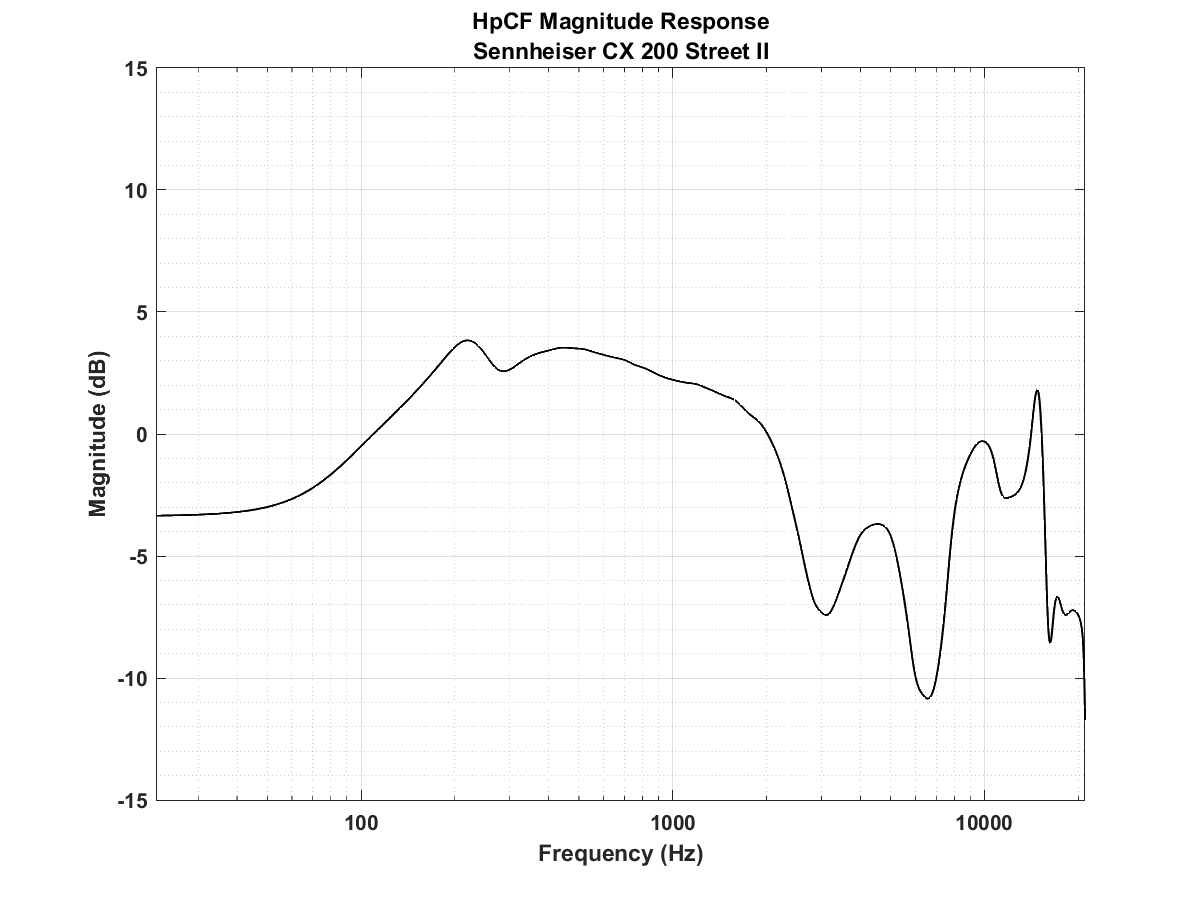 HpCF Magnitude Response
Sennheiser CX 200 Street II
15
10
5
0
-5
-10
-15
Magnitude (dB)
100
1000
10000
Frequency (Hz)